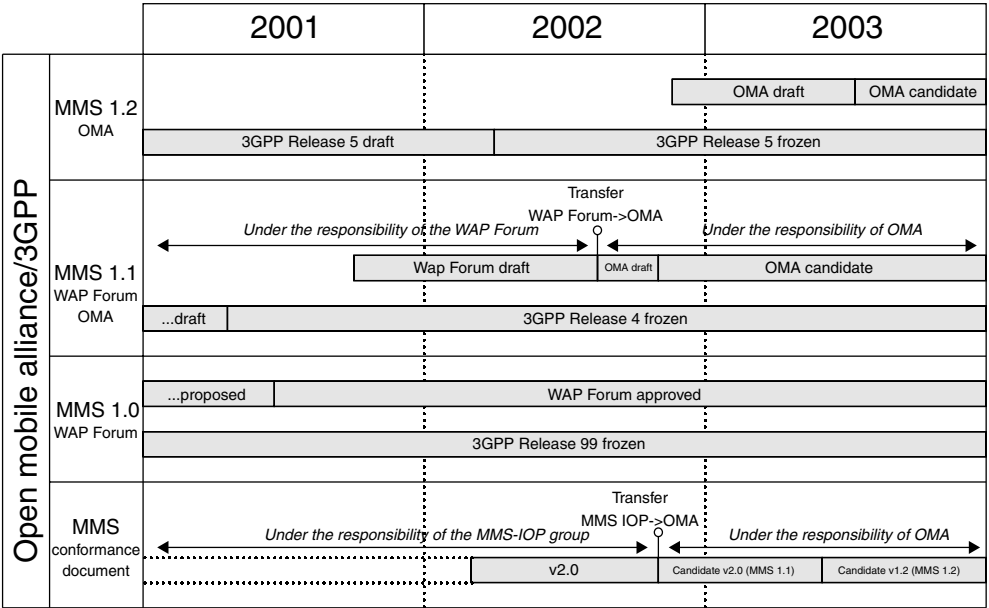 2001
2002
2003
Open mobile alliance/3GPP
MMS 1.2
OMA
OMA draft
OMA candidate
3GPP Release 5 draft
3GPP Release 5 frozen
MMS 1.1
WAP Forum
OMA
Transfer
WAP Forum->OMA
Under the responsibility of the WAP Forum
Under the responsibility of OMA
Wap Forum draft
OMA draft
OMA candidate
...draft
3GPP Release 4 frozen
MMS 1.0
WAP Forum
...proposed
WAP Forum approved
3GPP Release 99 frozen
MMS
conformance
document
Transfer
MMS IOP->OMA
Under the responsibility of the MMS-IOP group
Under the responsibility of OMA
v2.0
Candidate v2.0 (MMS 1.1)
Candidate v1.2 (MMS 1.2)